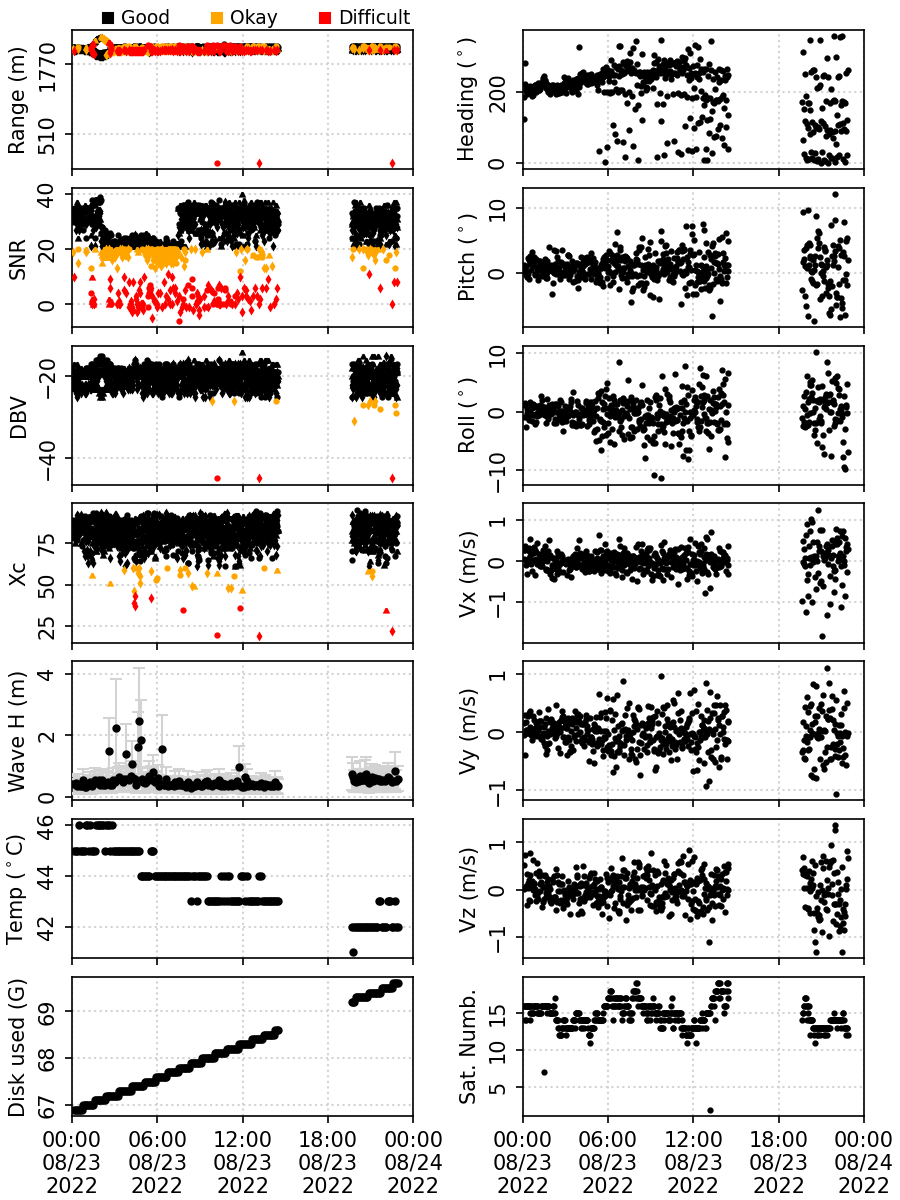 Good Okay Difficult
Range (m)
1770
510
Heading (°)
200
0
SNR
40
20
0
Pitch (°)
10
0
DBV
−20
−40
Roll (°)
10
0
−10
Xc
75
50
25
Vx (m/s)
1
0
−1
Wave H (m)
4
2
0
Vy (m/s)
1
0
−1
Temp (°C)
46
44
42
Vz (m/s)
1
0
−1
Disk used (G)
69
68
67
Sat. Numb.
15
10
5
00:00 06:00 12:00 18:00 00:00
08/23 08/23 08/23 08/23 08/24
2022 2022 2022 2022 2022
00:00 06:00 12:00 18:00 00:00
08/23 08/23 08/23 08/23 08/24
2022 2022 2022 2022 2022